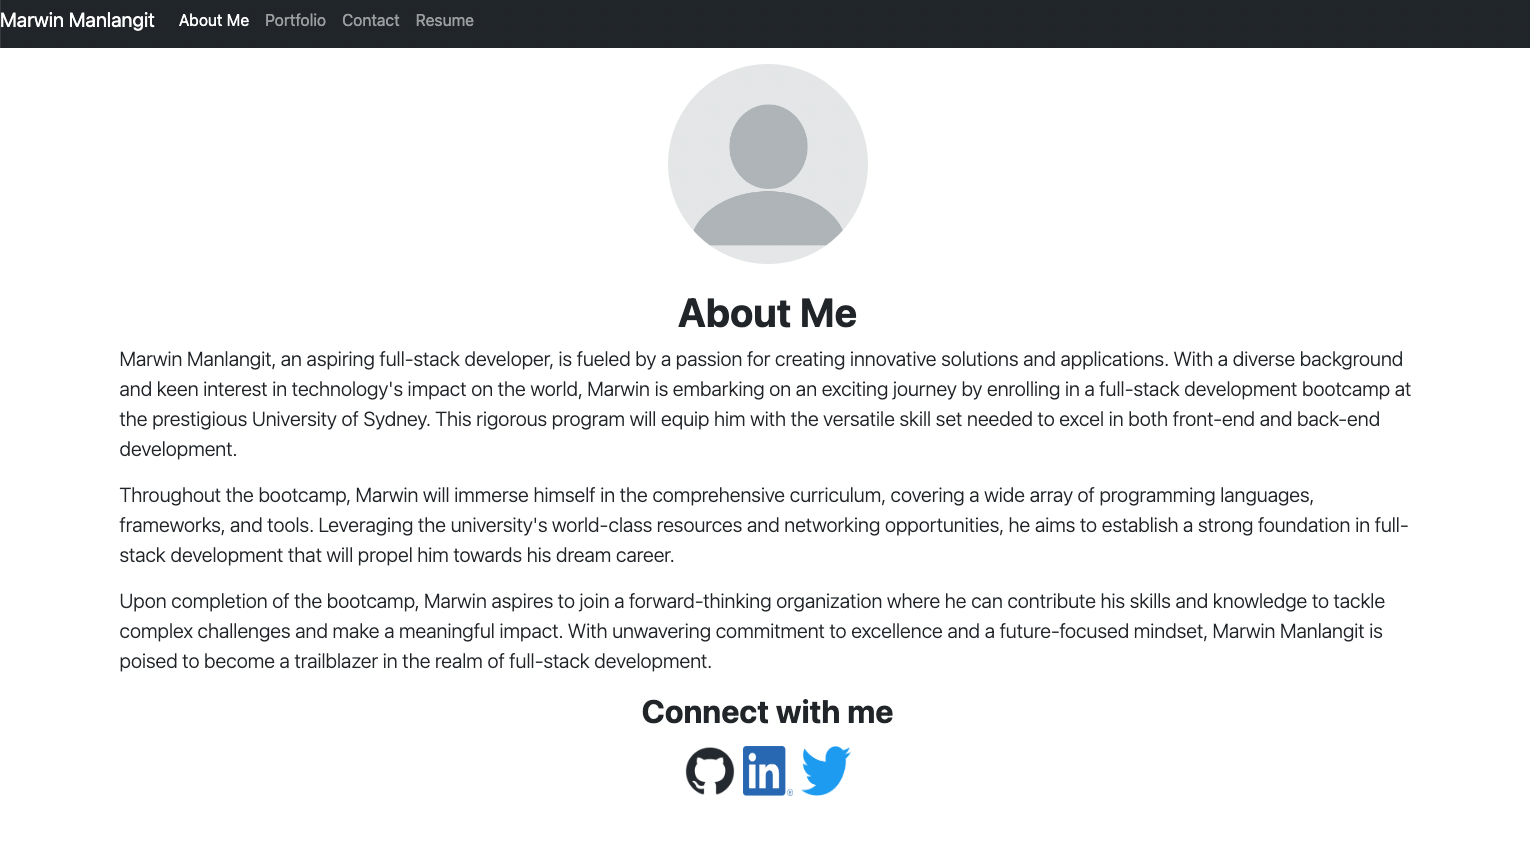 Marwin Manlangit About Me Portfolio Contact Resume
About Me
Marwin Manlangit, an aspiring full-stack developer, is fueled by a passion for creating innovative solutions and applications. With a diverse background
and keen interest in technology's impact on the world, Marwin is embarking on an exciting journey by enrolling in a full-stack development bootcamp at
the prestigious University of Sydney. This rigorous program will equip him with the versatile skill set needed to excel in both front-end and back-end
development.
Throughout the bootcamp, Marwin will immerse himself in the comprehensive curriculum, covering a wide array of programming languages,
frameworks, and tools. Leveraging the university's world-class resources and networking opportunities, he aims to establish a strong foundation in full-
stack development that will propel him towards his dream career.
Upon completion of the bootcamp, Marwin aspires to join a forward-thinking organization where he can contribute his skills and knowledge to tackle
complex challenges and make a meaningful impact. With unwavering commitment to excellence and a future-focused mindset, Marwin Manlangit is
poised to become a trailblazer in the realm of full-stack development.
Connect with me
in ®